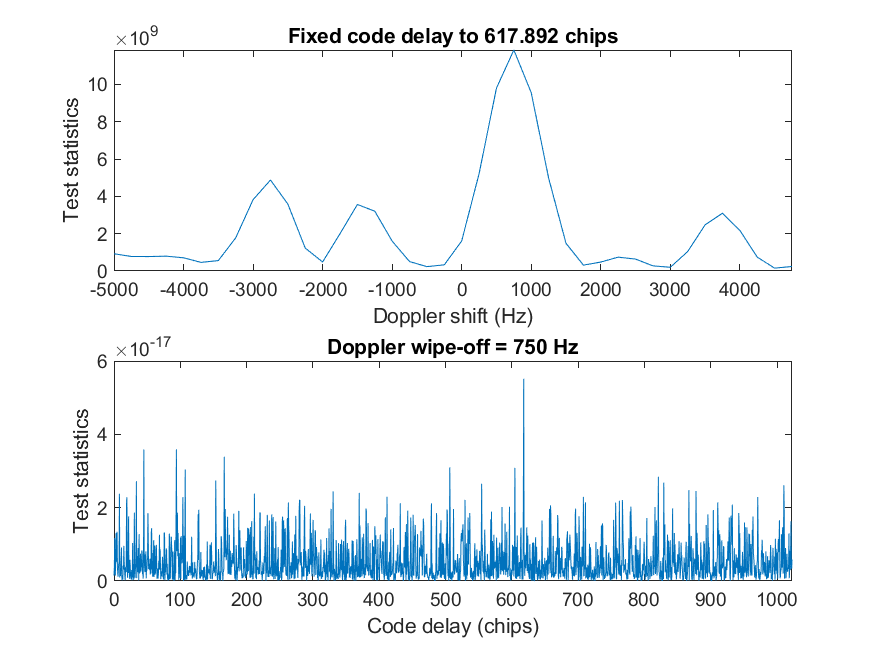 ×10^9
Fixed code delay to 617.892 chips
Test statistics
10
8
6
4
2
0
-5000 -4000 -3000 -2000 -1000 0 1000 2000 3000 4000
Doppler shift (Hz)
×10^-17
Doppler wipe-off = 750 Hz
Test statistics
6
4
2
0
0 100 200 300 400 500 600 700 800 900 1000
Code delay (chips)